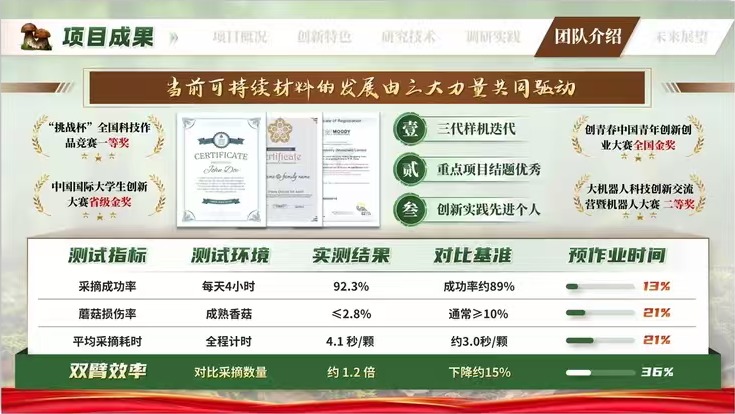 项目成果
项目概况 创新特色 研究技术 调研实践 团队介绍 未来展望
当前可持续材料的发展由三大力量共同驱动
“挑战杯”全国科技作
品竞赛一等奖
中国国际大学生创新
大赛省级金奖
CERTIFICATE
John Doe
Certificate
name to family name
MOODY
壹 三代样机迭代
贰 重点项目结题优秀
叁 创新实践先进个人
创青春中国青年创新创
业大赛全国金奖
大机器人科技创新交流
营暨机器人大赛 二等奖
测试指标 测试环境 实测结果 对比基准 预作业时间
采摘成功率 每天4小时 92.3% 成功率约89% 13%
蘑菇损伤率 成熟香菇 ≤2.8% 通常≥10% 21%
平均采摘耗时 全程计时 4.1 秒/颗 约3.0秒/颗 21%
双臂效率 对比采摘数量 约 1.2 倍 下降约15% 36%